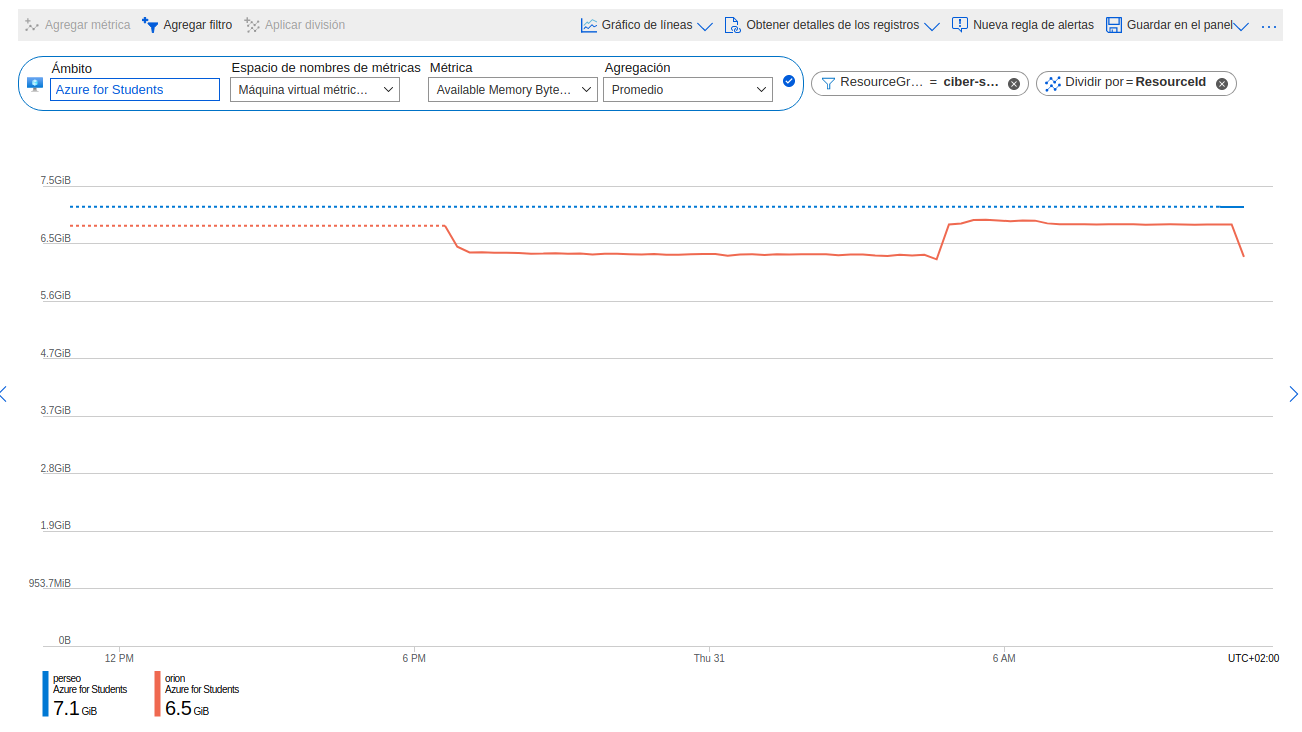 Agregar métrica Agregar filtro Aplicar división Gráfico de líneas Obtener detalles de los registros Nueva regla de alertas Guardar en el panel ...
Ámbito Espacio de nombres de métricas Métrica Agregación
Azure for Students Máquina virtual métric... Available Memory Byte... Promedio ResourceGr... = ciber-s... Dividir por = ResourceId
7.5GiB
6.5GiB
5.6GiB
4.7GiB
3.7GiB
2.8GiB
1.9GiB
953.7MiB
0B
12 PM 6 PM Thu 31 6 AM UTC+02:00
perseo orion
Azure for Students Azure for Students
7.1 GiB 6.5 GiB